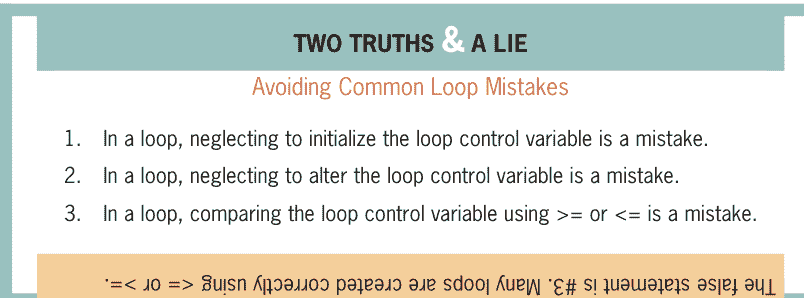 TWO TRUTHS & A LIE
Avoiding Common Loop Mistakes
1. In a loop, neglecting to initialize the loop control variable is a mistake.
2. In a loop, neglecting to alter the loop control variable is a mistake.
3. In a loop, comparing the loop control variable using >= or <= is a mistake.
The false statement is #3. Many loops are created correctly using <= or >=.